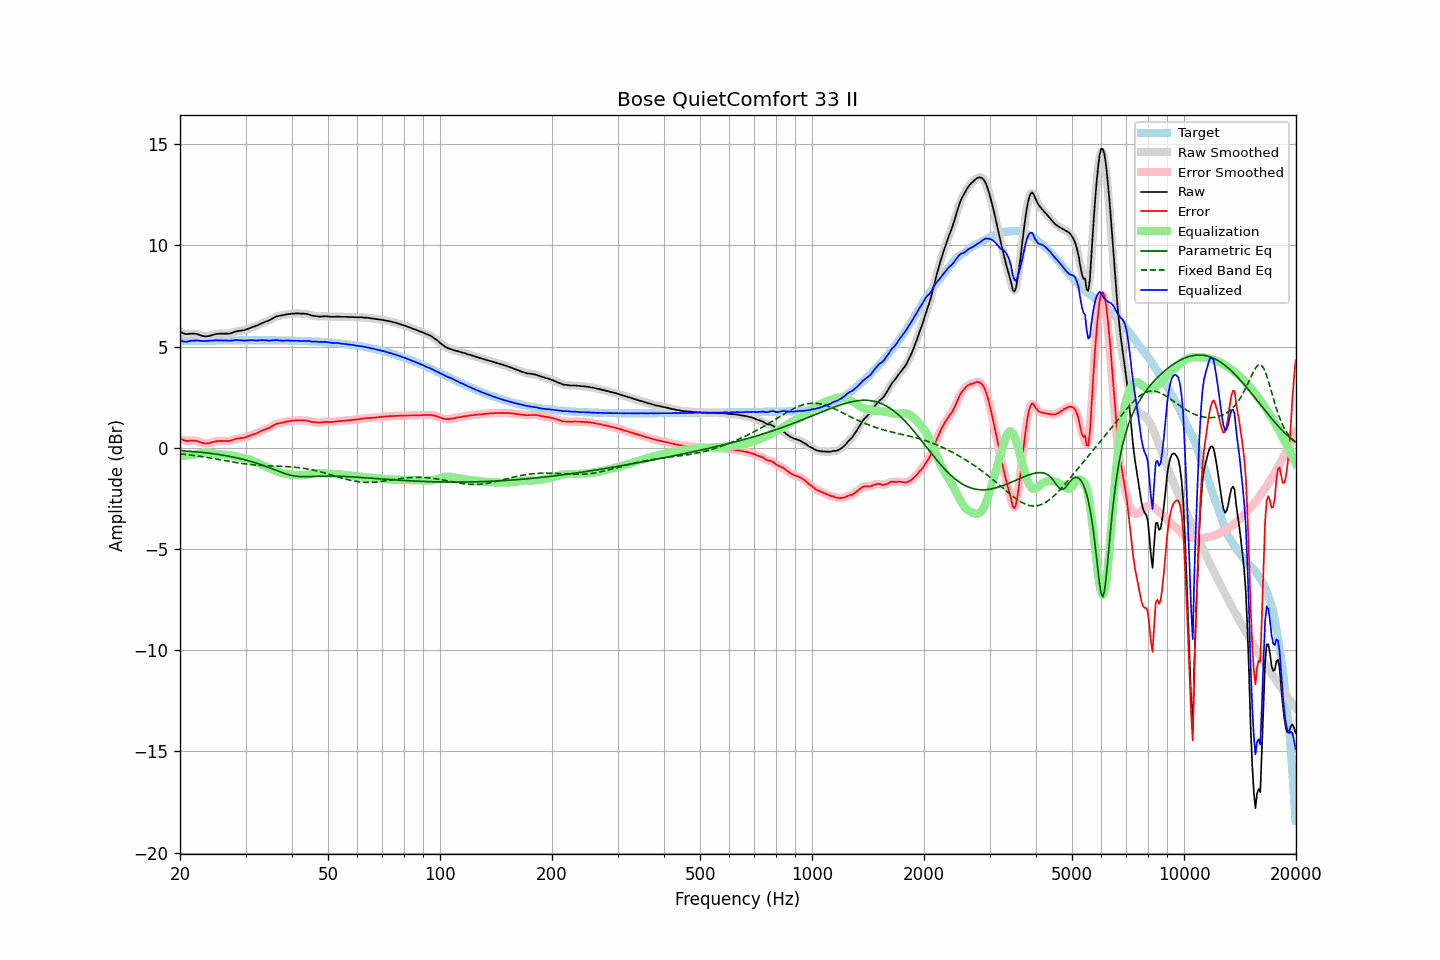 Bose QuietComfort 33 II
Amplitude (dBr)
15
10
5
0
−5
−10
−15
−20
Target
Raw Smoothed
Error Smoothed
Raw
Error
Equalization
Parametric Eq
Fixed Band Eq
Equalized
20 50 100 200 500 1000 2000 5000 10000 20000
Frequency (Hz)